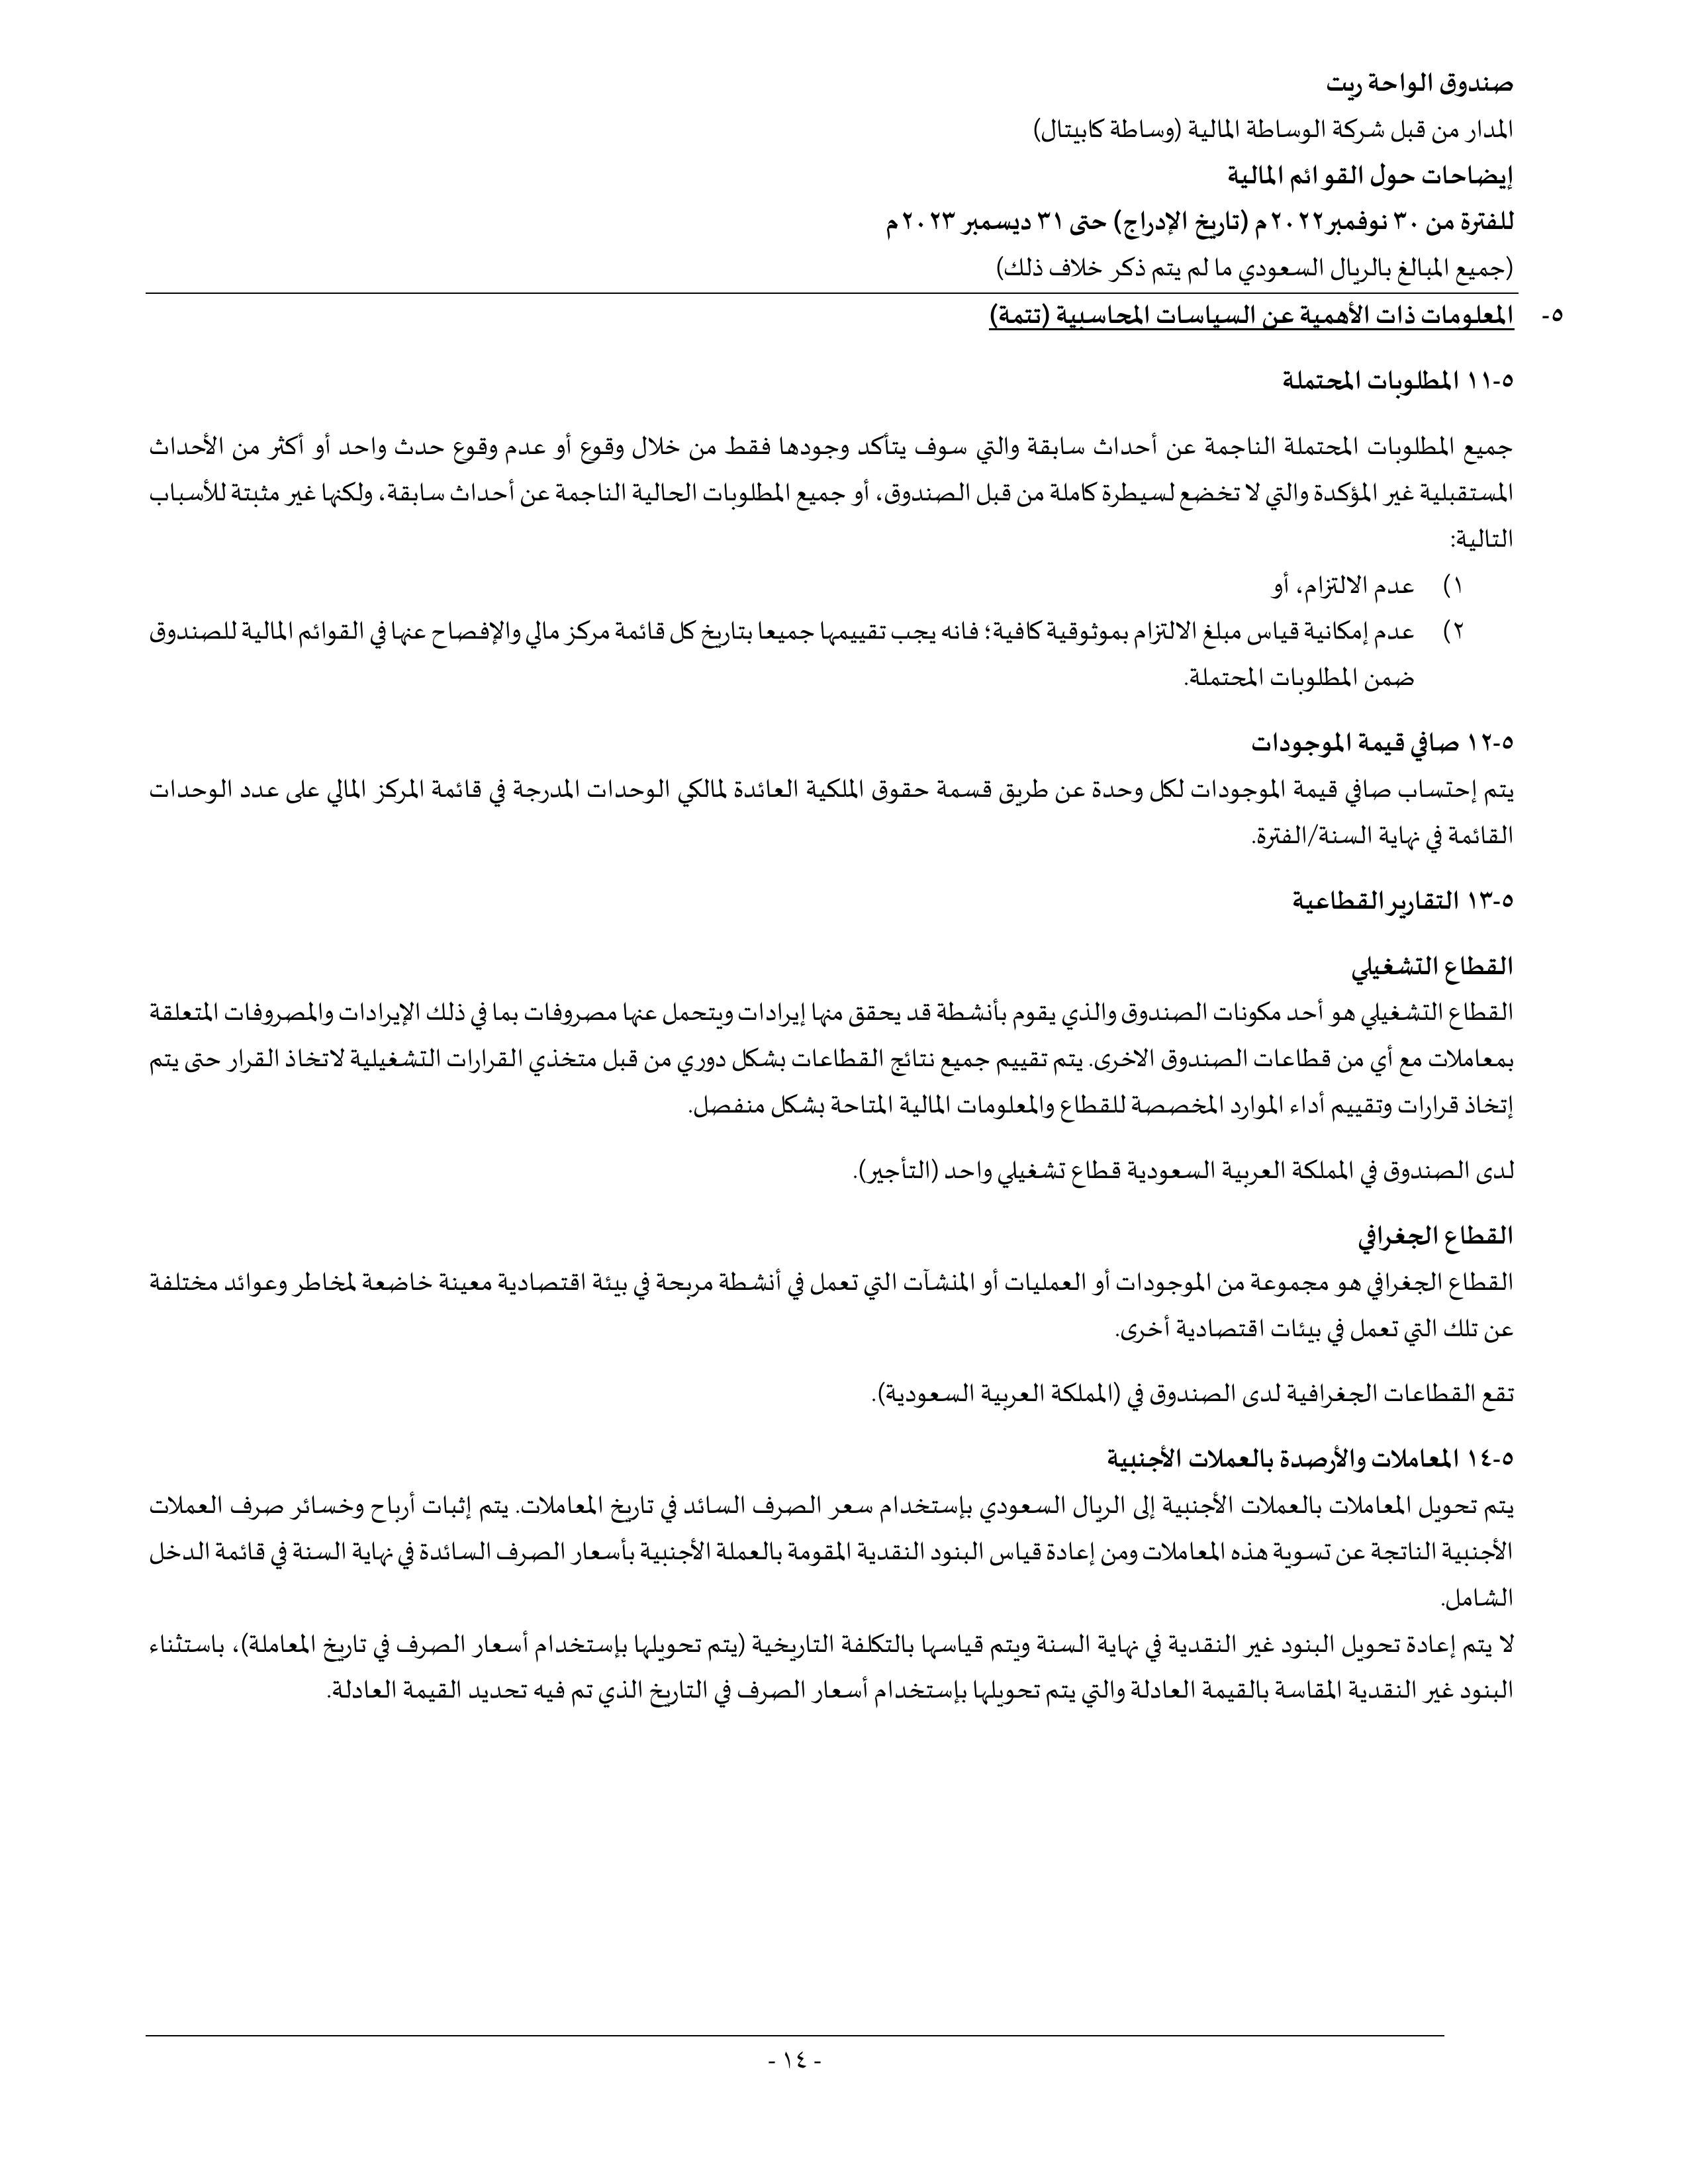 صندوق الواحة ريت
المدار من قبل شركة الوساطة المالية (وساطة كابيتال)
إيضاحات حول القوائم المالية
للفترة من ٣٠ نوفمبر٢٠٢٢م (تاريخ الإدراج) حتى ٣١ ديسمبر ٢٠٢٣م
(جميع المبالغ بالريال السعودي ما لم يتم ذكر خلاف ذلك)
٥- المعلومات ذات الأهمية عن السياسات المحاسبية (تتمة)
٥-١١ المطلوبات المحتملة
جميع المطلوبات المحتملة الناجمة عن أحداث سابقة والتي سوف يتأكد وجودها فقط من خلال وقوع أو عدم وقوع حدث واحد أو أكثر من الأحداث
المستقبلية غير المؤكدة والتي لا تخضع لسيطرة كاملة من قبل الصندوق، أو جميع المطلوبات الحالية الناجمة عن أحداث سابقة، ولكنها غير مثبتة للأسباب
التالية:
١) عدم الالتزام، أو
٢) عدم إمكانية قياس مبلغ الالتزام بموثوقية كافية؛ فانه يجب تقييمها جميعا بتاريخ كل قائمة مركز مالي والإفصاح عنها في القوائم المالية للصندوق
ضمن المطلوبات المحتملة.
٥-١٢ صافي قيمة الموجودات
يتم إحتساب صافي قيمة الموجودات لكل وحدة عن طريق قسمة حقوق الملكية العائدة لمالكي الوحدات المدرجة في قائمة المركز المالي على عدد الوحدات
القائمة في نهاية السنة/الفترة.
٥-١٣ التقارير القطاعية
القطاع التشغيلي
القطاع التشغيلي هو أحد مكونات الصندوق والذي يقوم بأنشطة قد يحقق منها إيرادات ويتحمل عنها مصروفات بما في ذلك الإيرادات والمصروفات المتعلقة
بمعاملات مع أي من قطاعات الصندوق الاخرى. يتم تقييم جميع نتائج القطاعات بشكل دوري من قبل متخذي القرارات التشغيلية لاتخاذ القرار حتى يتم
إتخاذ قرارات وتقييم أداء الموارد المخصصة للقطاع والمعلومات المالية المتاحة بشكل منفصل.
لدى الصندوق في المملكة العربية السعودية قطاع تشغيلي واحد (التأجير).
القطاع الجغرافي
القطاع الجغرافي هو مجموعة من الموجودات أو العمليات أو المنشآت التي تعمل في أنشطة مربحة في بيئة اقتصادية معينة خاضعة لمخاطر وعوائد مختلفة
عن تلك التي تعمل في بيئات اقتصادية أخرى.
تقع القطاعات الجغرافية لدى الصندوق في (المملكة العربية السعودية).
٥-١٤ المعاملات والأرصدة بالعملات الأجنبية
يتم تحويل المعاملات بالعملات الأجنبية إلى الريال السعودي بإستخدام سعر الصرف السائد في تاريخ المعاملات. يتم إثبات أرباح وخسائر صرف العملات
الأجنبية الناتجة عن تسوية هذه المعاملات ومن إعادة قياس البنود النقدية المقومة بالعملة الأجنبية بأسعار الصرف السائدة في نهاية السنة في قائمة الدخل
الشامل.
لا يتم إعادة تحويل البنود غير النقدية في نهاية السنة ويتم قياسها بالتكلفة التاريخية (يتم تحويلها بإستخدام أسعار الصرف في تاريخ المعاملة)، باستثناء
البنود غير النقدية المقاسة بالقيمة العادلة والتي يتم تحويلها بإستخدام أسعار الصرف في التاريخ الذي تم فيه تحديد القيمة العادلة.
- ١٤ -